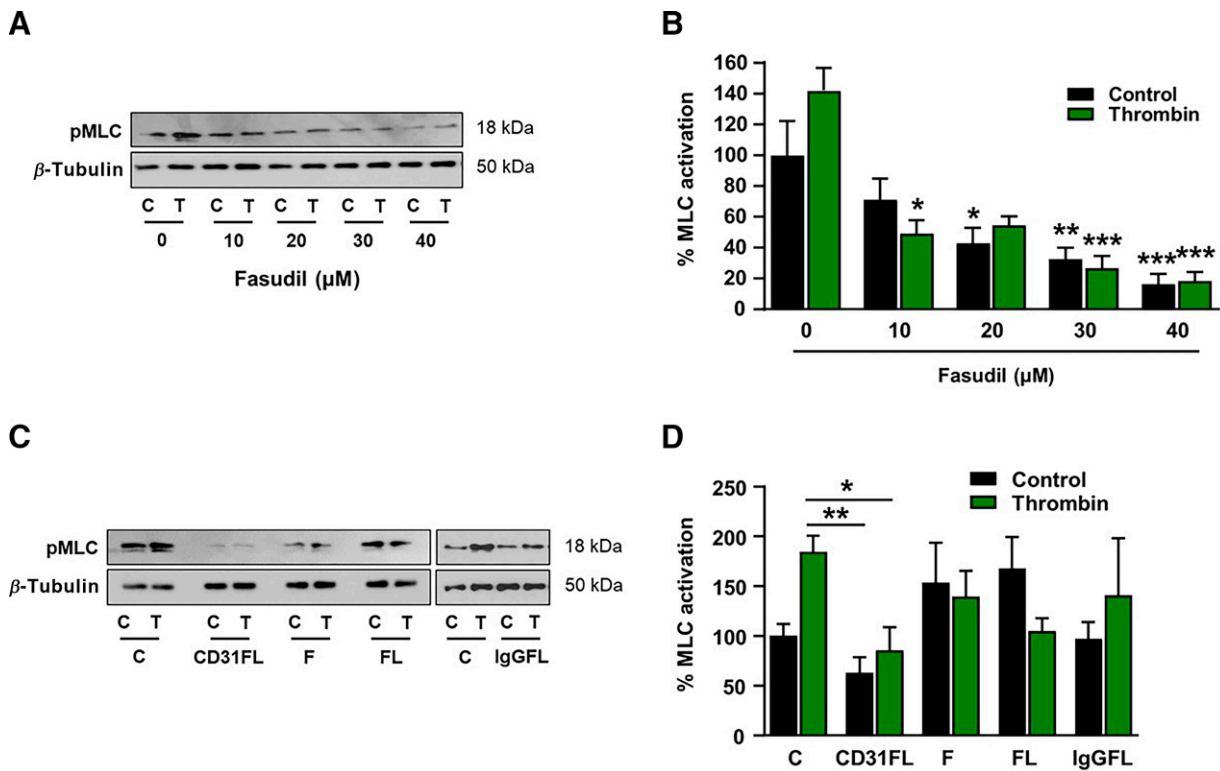 A
pMLC
18 kDa
β-Tubulin
50 kDa
C T C T C T C T C T
0 10 20 30 40
Fasudil (μM)
B
160
140
120
100
80
60
40
20
0
% MLC activation
Control
Thrombin
* * ** *** *** ***
0 10 20 30 40
Fasudil (μM)
C
pMLC
18 kDa
β-Tubulin
50 kDa
C T C T C T C T C T C T
C CD31FL F FL C IgGFL
D
250
200
150
100
50
0
% MLC activation
Control
Thrombin
*
**
C CD31FL F FL IgGFL